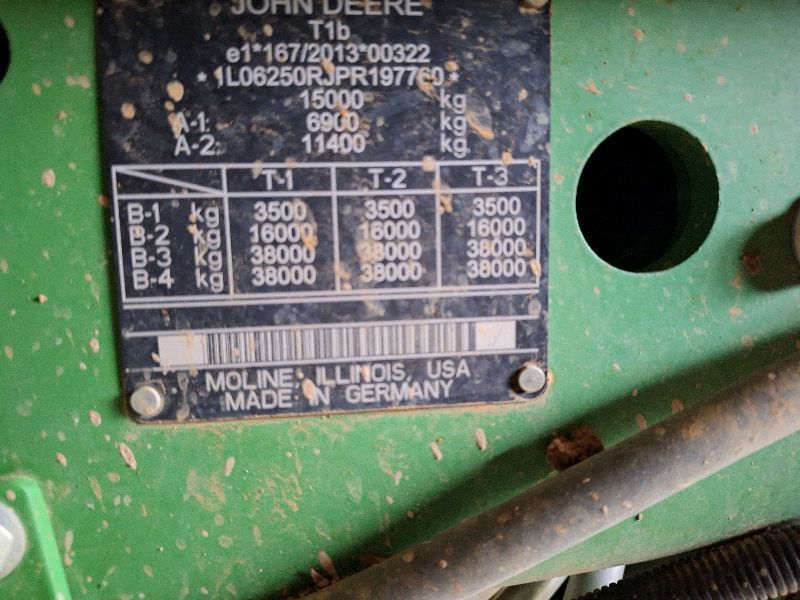 JOHN DEERE
T1b
e1*167/2013*00322
*1L06250RJPR197760*
15000 kg
A-1 6900 kg
A-2 11400 kg
T-1 T-2 T-3
B-1 kg 3500 3500 3500
B-2 kg 16000 16000 16000
B-3 kg 38000 38000 38000
B-4 kg 38000 38000 38000
MOLINE, ILLINOIS, USA
MADE IN GERMANY